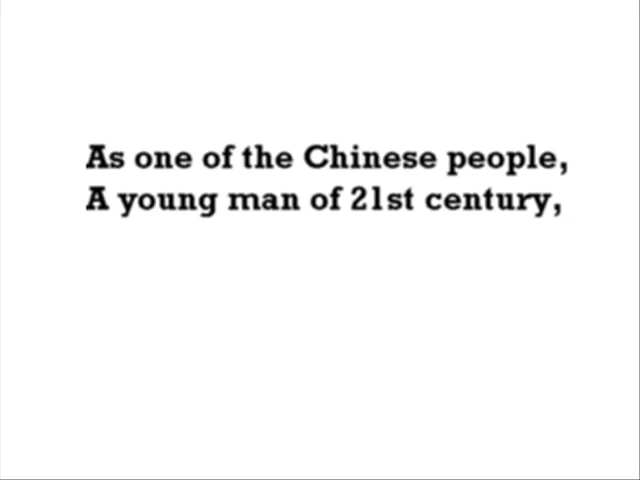 As one of the Chinese people,
A young man of 21st century,